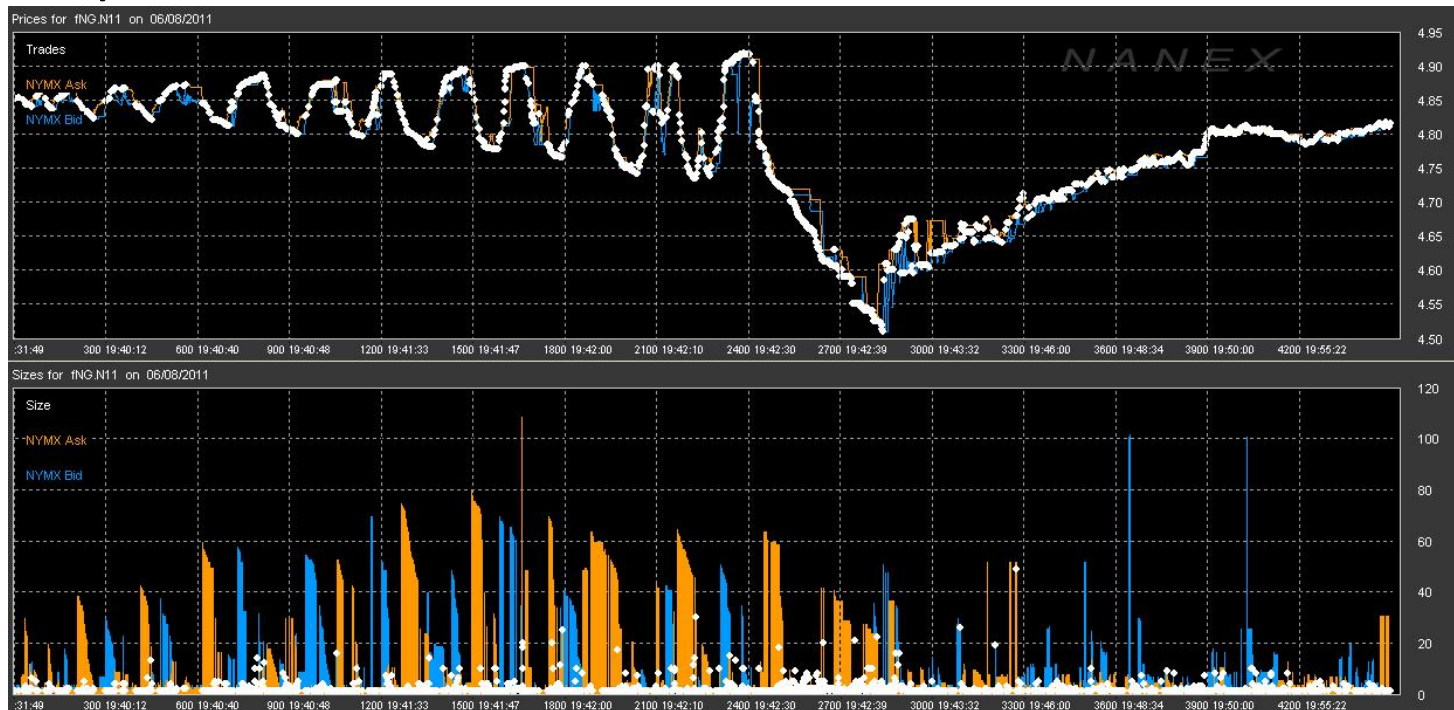 Prices for fNG.N11 on 06/08/2011
Trades
NYMX Ask
NYMX Bid
NANEX
4.95
4.90
4.85
4.80
4.75
4.70
4.65
4.60
4.55
4.50
:31:49 300 19:40:12 600 19:40:40 900 19:40:48 1200 19:41:33 1500 19:41:47 1800 19:42:00 2100 19:42:10 2400 19:42:30 2700 19:42:39 3000 19:43:32 3300 19:46:00 3600 19:48:34 3900 19:50:00 4200 19:55:22
Sizes for fNG.N11 on 06/08/2011
Size
NYMX Ask
NYMX Bid
120
100
80
60
40
20
0
:31:49 300 19:40:12 600 19:40:40 900 19:40:48 1200 19:41:33 1500 19:41:47 1800 19:42:00 2100 19:42:10 2400 19:42:30 2700 19:42:39 3000 19:43:32 3300 19:46:00 3600 19:48:34 3900 19:50:00 4200 19:55:22